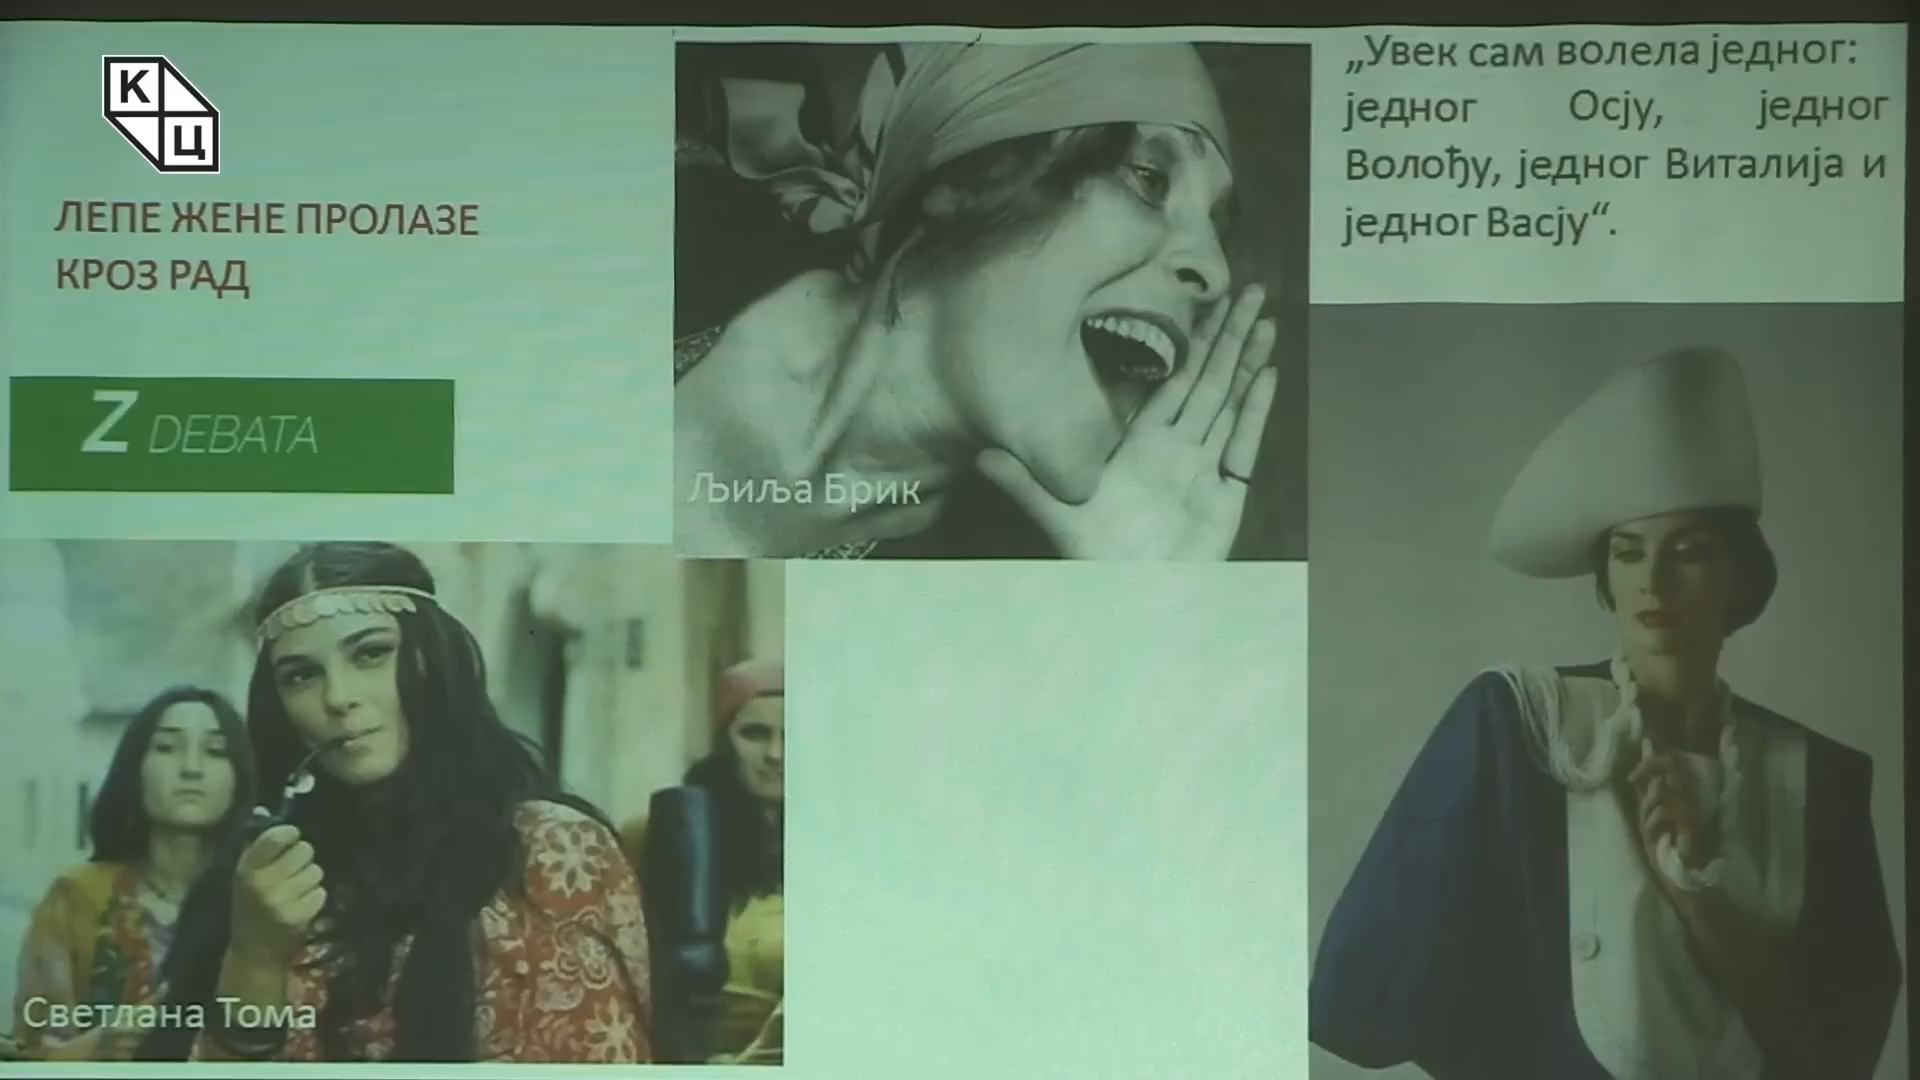 К
Ц
ЛЕПЕ ЖЕНЕ ПРОЛАЗЕ
КРОЗ РАД
Z DEBATA
Љиља Брик
„Увек сам волела једног:
једног Осју, једног
Волођу, једног Виталија и
једног Васју“.
Светлана Тома